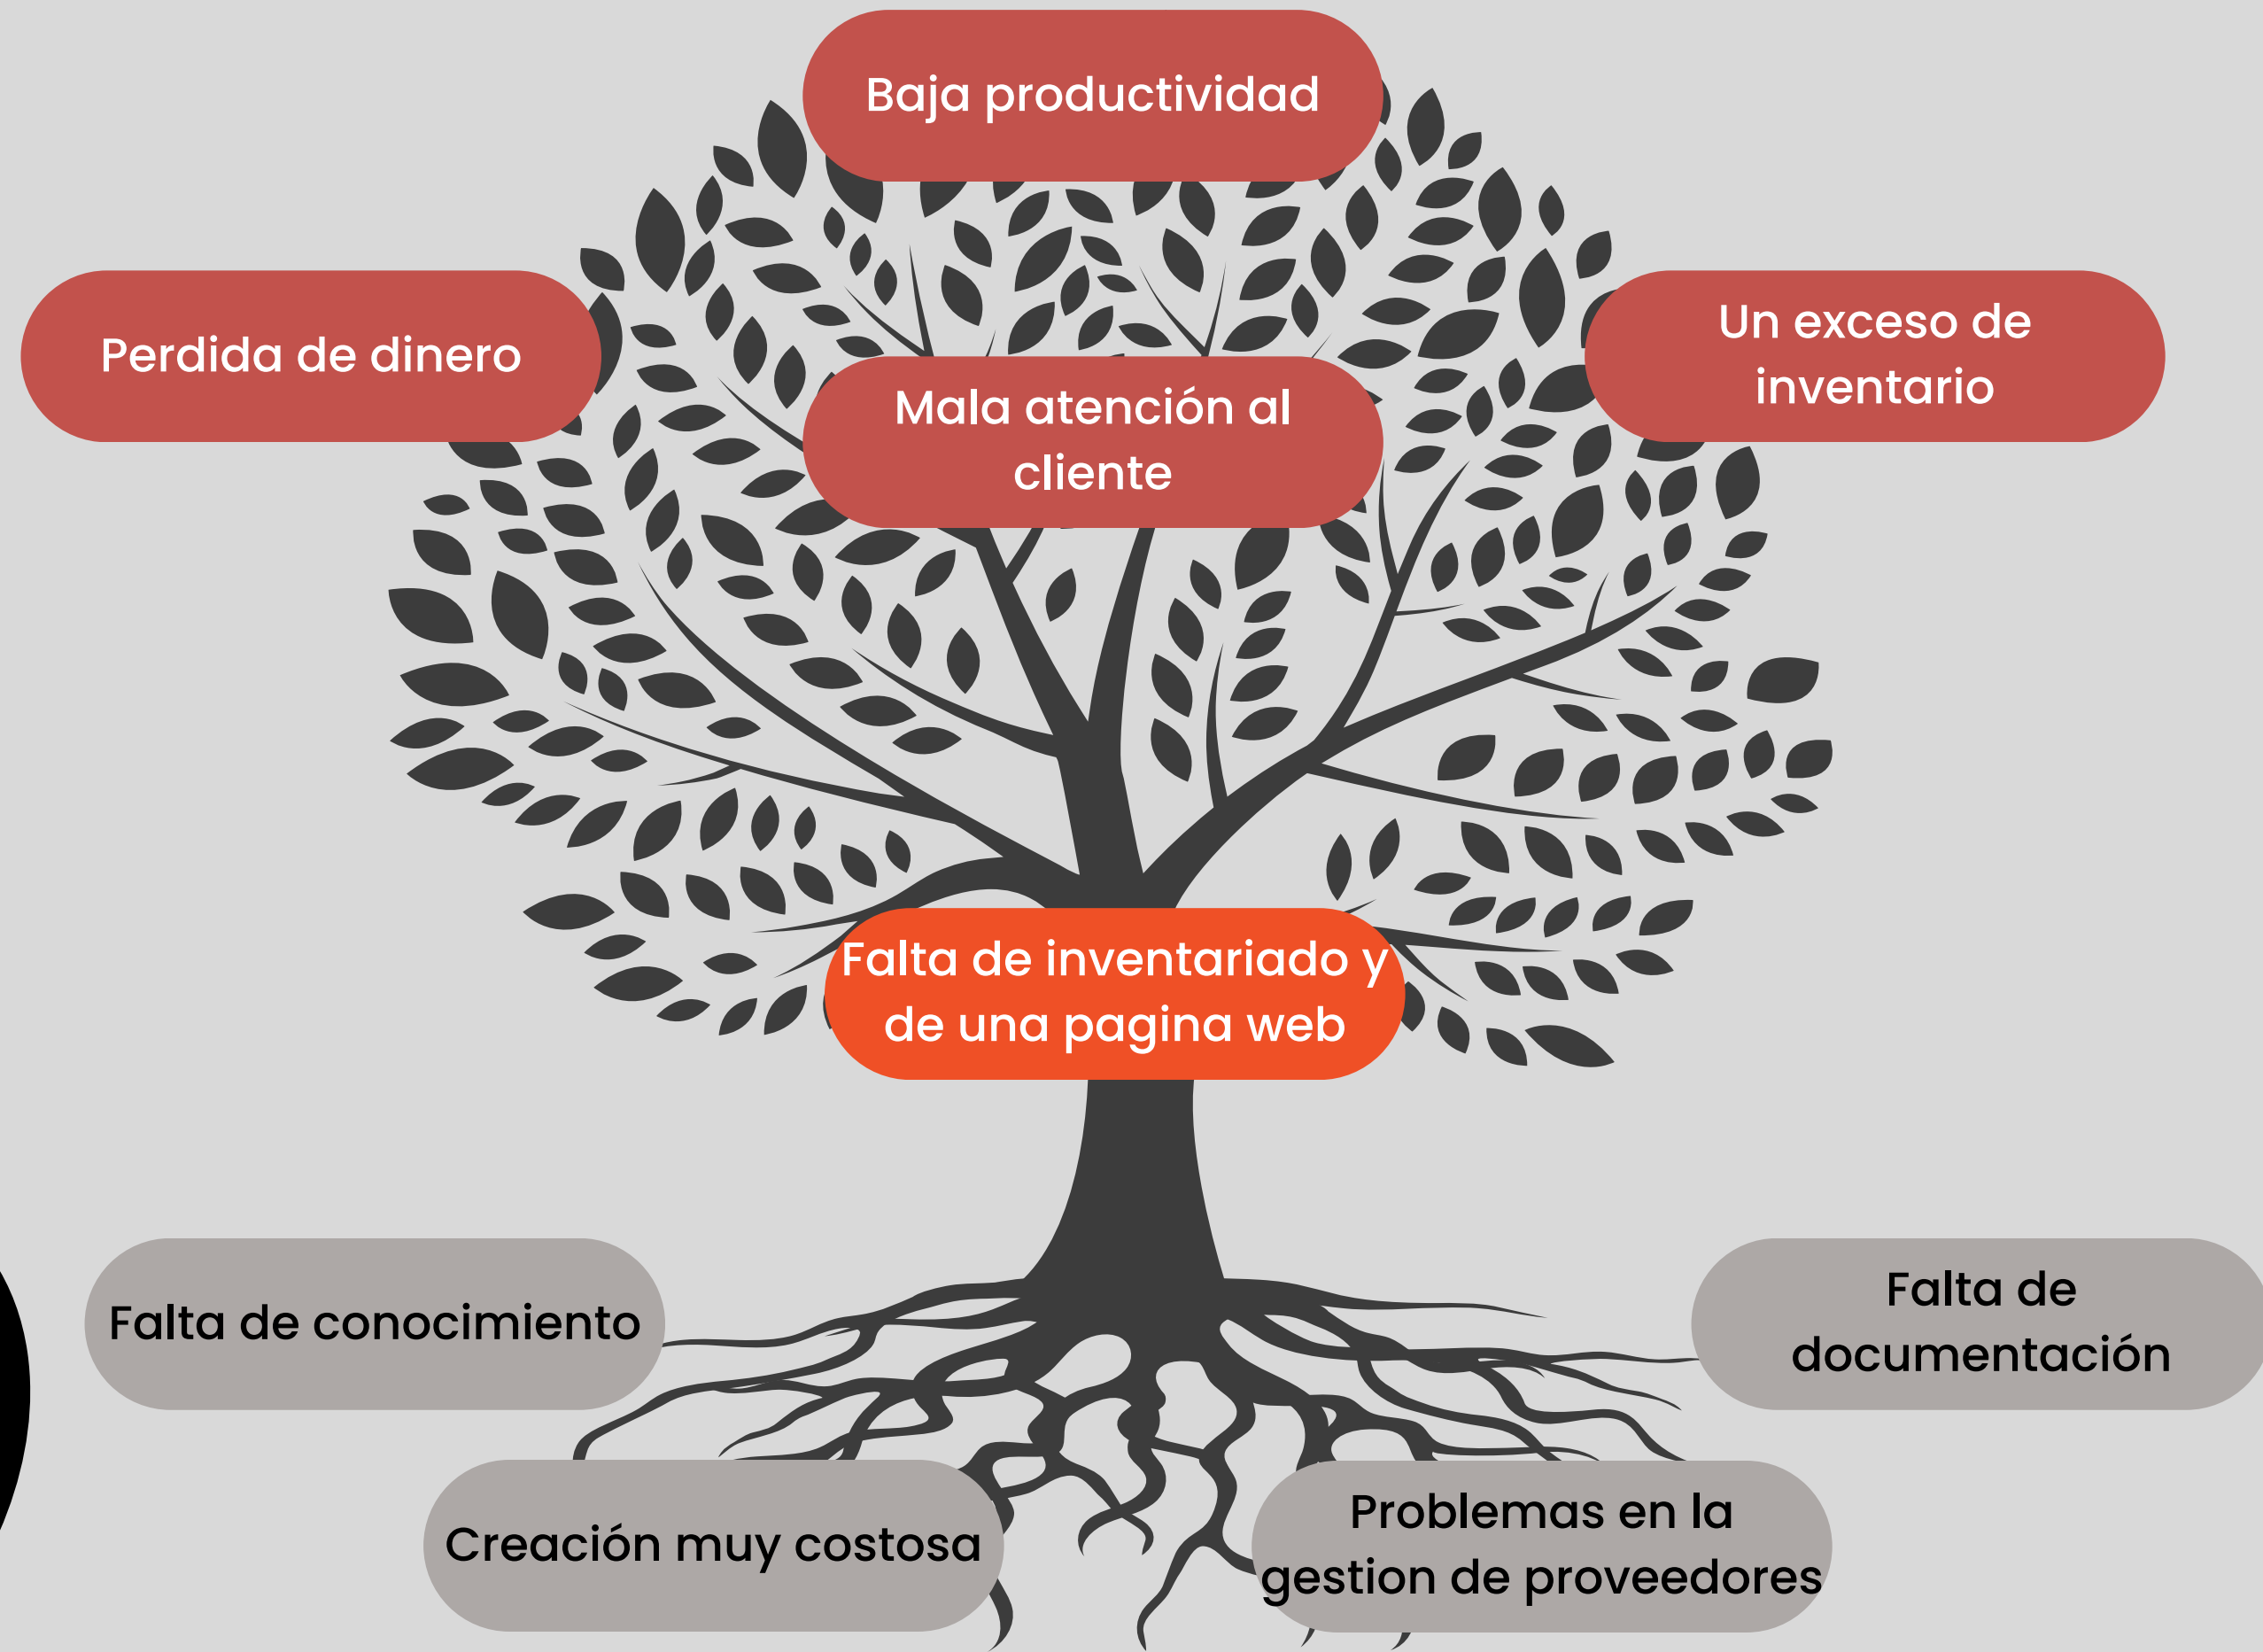 Baja productividad
Perdida de dinero
Mala atención al
cliente
Un exceso de
inventario
Falta de inventariado y
de una pagina web
Falta de conocimiento
Falta de
documentación
Creación muy costosa
Problemas en la
gestion de proveedores